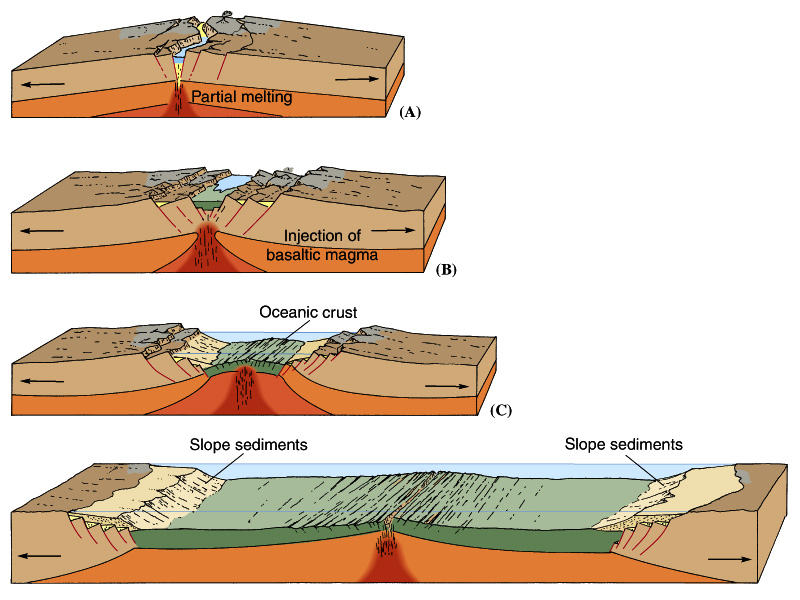 Partial melting
(A)
Injection of
basaltic magma
(B)
Oceanic crust
(C)
Slope sediments
Slope sediments